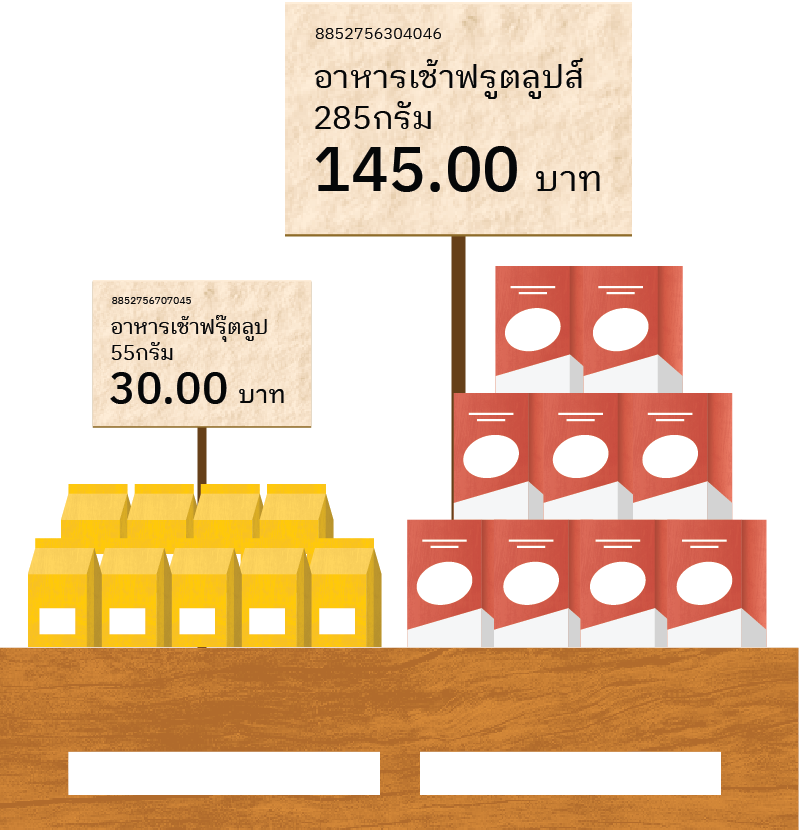 8852756304046
อาหารเช้าฟรูตลูปส์
285กรัม
145.00 บาท
8852756707045
อาหารเช้าฟรุ๊ตลูป
55กรัม
30.00 บาท